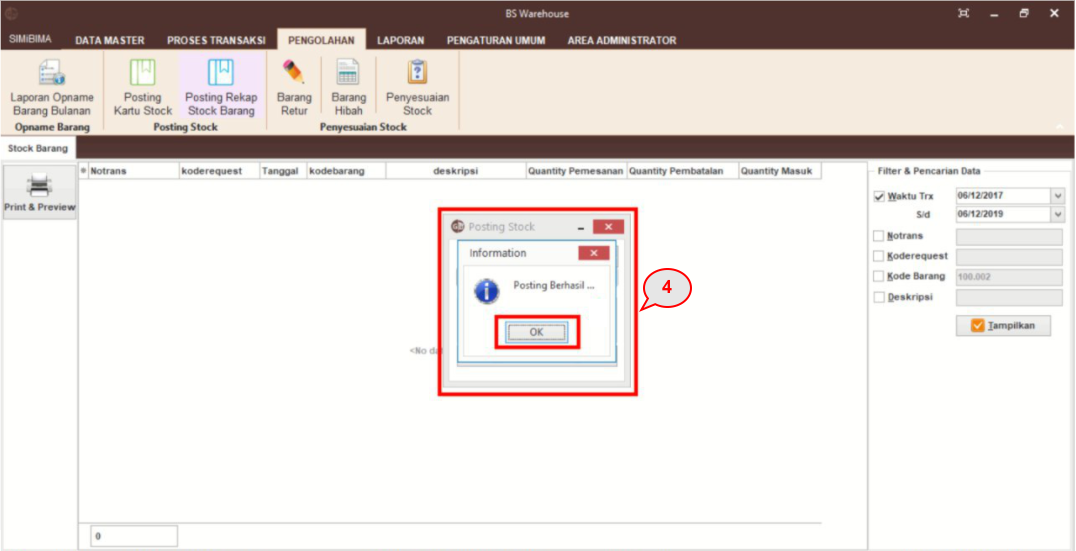 BS Warehouse
SIMiBIMA DATA MASTER PROSES TRANSAKSI PENGOLAHAN LAPORAN PENGATURAN UMUM AREA ADMINISTRATOR
Laporan Opname Barang Bulanan
Posting Kartu Stock
Posting Rekap Stock Barang
Barang Retur
Barang Hibah
Penyesuaian Stock
Opname Barang Posting Stock Penyesuaian Stock
Stock Barang
Print & Preview
Notrans koderequest Tanggal kodebarang deskripsi Quantity Pemesanan Quantity Pembatalan Quantity Masuk
<No da
0
Posting Stock
Information
Posting Berhasil ...
OK
4
Filter & Pencarian Data
Waktu Trx 06/12/2017
S/d 06/12/2019
Notrans
Koderequest
Kode Barang 100.002
Deskripsi
Tampilkan